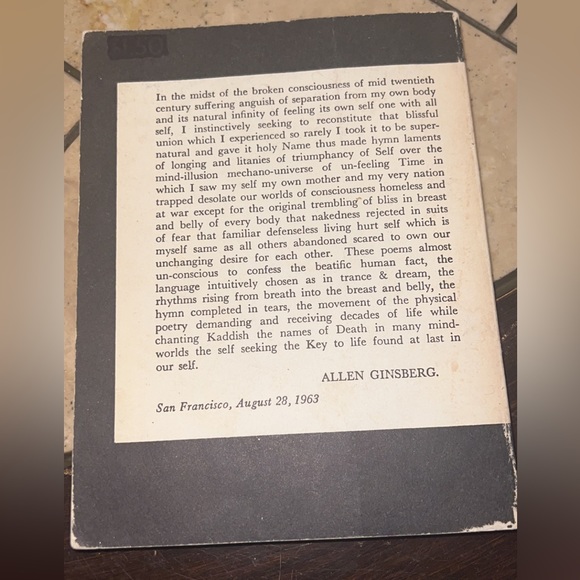 $1.50
In the midst of the broken consciousness of mid twentieth
century suffering anguish of separation from my own body
and its natural infinity of feeling its own self one with all
self, I instinctively seeking to reconstitute that blissful
union which I experienced so rarely I took it to be super-
natural and gave it holy Name thus made hymn laments
of longing and litanies of triumphancy of Self over the
mind-illusion mechano-universe of un-feeling Time in
which I saw my self my own mother and my very nation
trapped desolate our worlds of consciousness homeless and
at war except for the original trembling of bliss in breast
and belly of every body that nakedness rejected in suits
of fear that familiar defenseless living hurt self which is
myself same as all others abandoned scared to own our
unchanging desire for each other. These poems almost
un-conscious to confess the beatific human fact, the
language intuitively chosen as in trance & dream, the
rhythms rising from breath into the breast and belly, the
hymn completed in tears, the movement of the physical
poetry demanding and receiving decades of life while
chanting Kaddish the names of Death in many mind-
worlds the self seeking the Key to life found at last in
our self.
ALLEN GINSBERG.
San Francisco, August 28, 1963